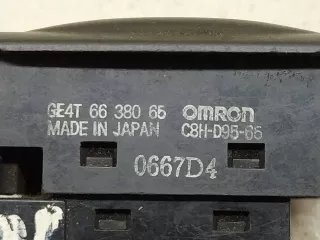 GE4T 66 380 65 OMRON
MADE IN JAPAN C8H-D95-65
0667D4